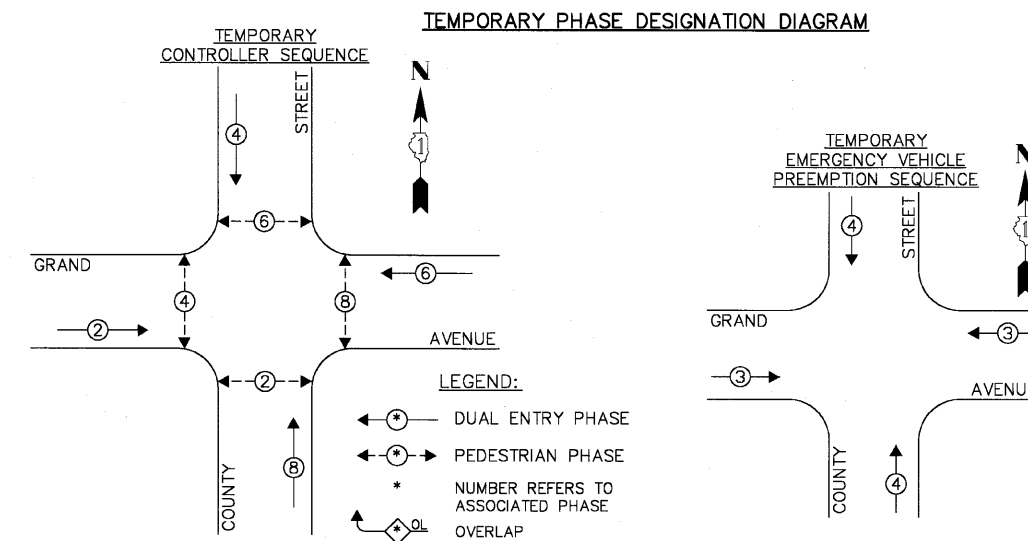 TEMPORARY PHASE DESIGNATION DIAGRAM
TEMPORARY
CONTROLLER SEQUENCE
STREET
N
1
4
6
GRAND
6
4
8
2
AVENUE
2
8
COUNTY
LEGEND:
* DUAL ENTRY PHASE
* PEDESTRIAN PHASE
* NUMBER REFERS TO
ASSOCIATED PHASE
* OL OVERLAP
TEMPORARY
EMERGENCY VEHICLE
PREEMPTION SEQUENCE
STREET
N
1
4
GRAND
3
3
AVENU
4
COUNTY